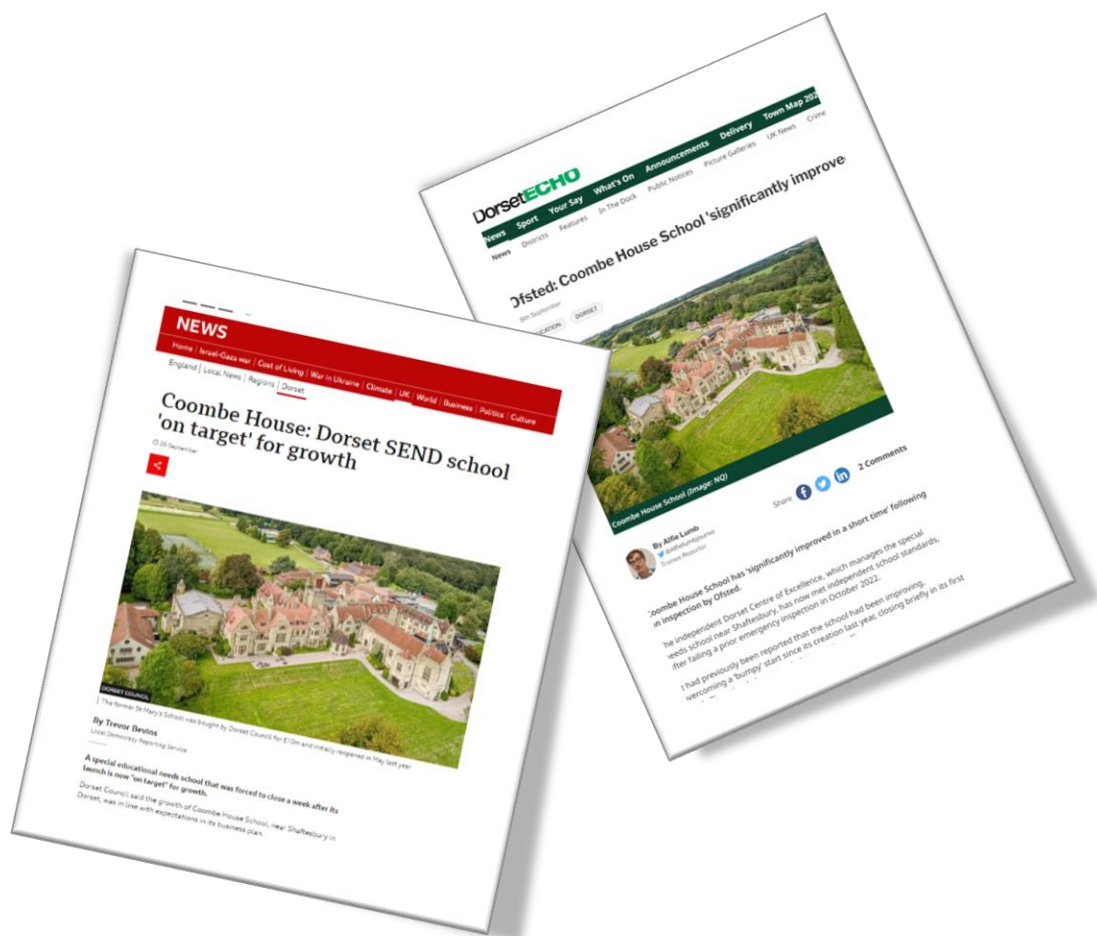 NEWS
Home | Israel-Gaza war | Cost of Living | War in Ukraine | Climate | UK | World | Business | Politics | Culture
England | Local News | Regions | Dorset
Coombe House: Dorset SEND school
'on target' for growth
September
DORSET COUNCIL
The former St Mary's School was bought by Dorset Council for £10m and initially reopened in May last year
By Trevor Bevins
Local Democracy Reporting Service
A special educational needs school that was forced to close a week after its
launch is now "on target" for growth.
Dorset Council said the growth of Coombe House School, near Shaftesbury in
Dorset, was in line with expectations in its business plan.
DorsetECHO
News Sport Your Say What's On Announcements Delivery Town Map 202
News Districts Features In The Dock Public Notices Picture Galleries UK News Crime
Ofsted: Coombe House School 'significantly improve
8th September
CATION DORSET
Coombe House School (Image: NQ)
Share 2 Comments
By Alfie Lumb
Trainee Reporter
oombe House School has 'significantly improved in a short time' following
n inspection by Ofsted.
he independent Dorset Centre of Excellence, which manages the special
eeds school near Shaftesbury, has now met independent school standards,
fter failing a prior emergency inspection in October 2022.
t had previously been reported that the school had been improving,
vercoming a 'bumpy' start since its creation last year, closing briefly in its first